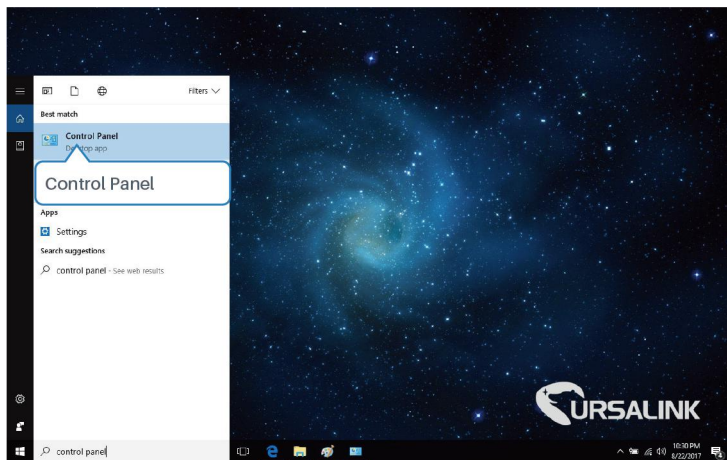 Filters
Best match
Control Panel
Desktop app
Control Panel
Apps
Settings
Search suggestions
control panel - See web results
URSALINK
control panel
10:30 PM
8/22/2017